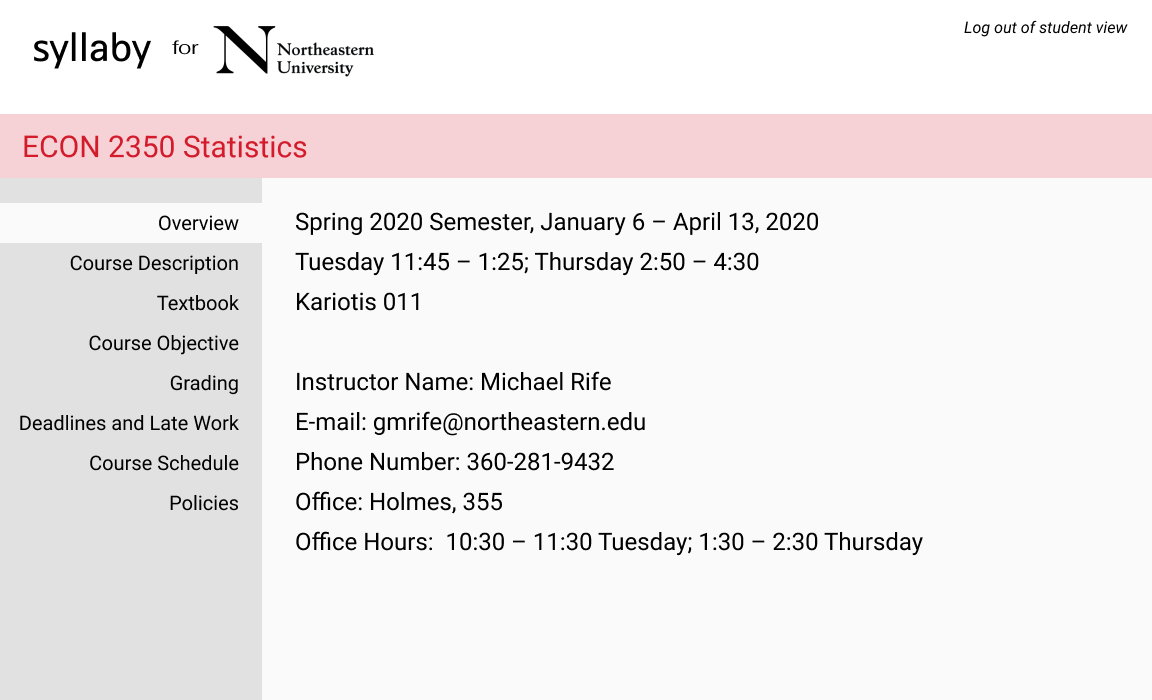 syllaby for Northeastern University
Log out of student view
ECON 2350 Statistics
Overview
Course Description
Textbook
Course Objective
Grading
Deadlines and Late Work
Course Schedule
Policies
Spring 2020 Semester, January 6 – April 13, 2020
Tuesday 11:45 – 1:25; Thursday 2:50 – 4:30
Kariotis 011
Instructor Name: Michael Rife
E-mail: gmrife@northeastern.edu
Phone Number: 360-281-9432
Office: Holmes, 355
Office Hours:  10:30 – 11:30 Tuesday; 1:30 – 2:30 Thursday